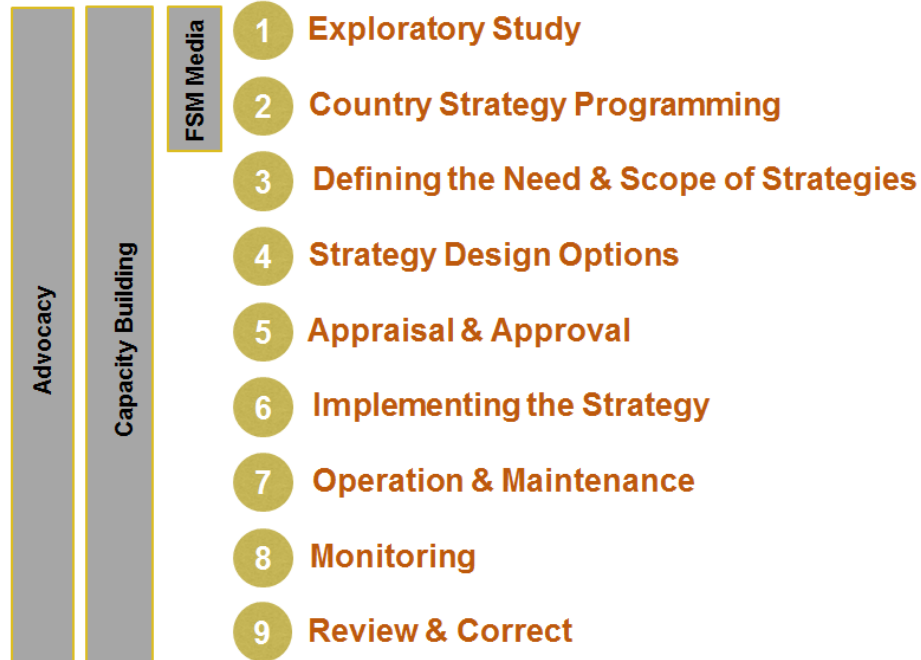 Advocacy
Capacity Building
FSM Media
1 Exploratory Study
2 Country Strategy Programming
3 Defining the Need & Scope of Strategies
4 Strategy Design Options
5 Appraisal & Approval
6 Implementing the Strategy
7 Operation & Maintenance
8 Monitoring
9 Review & Correct